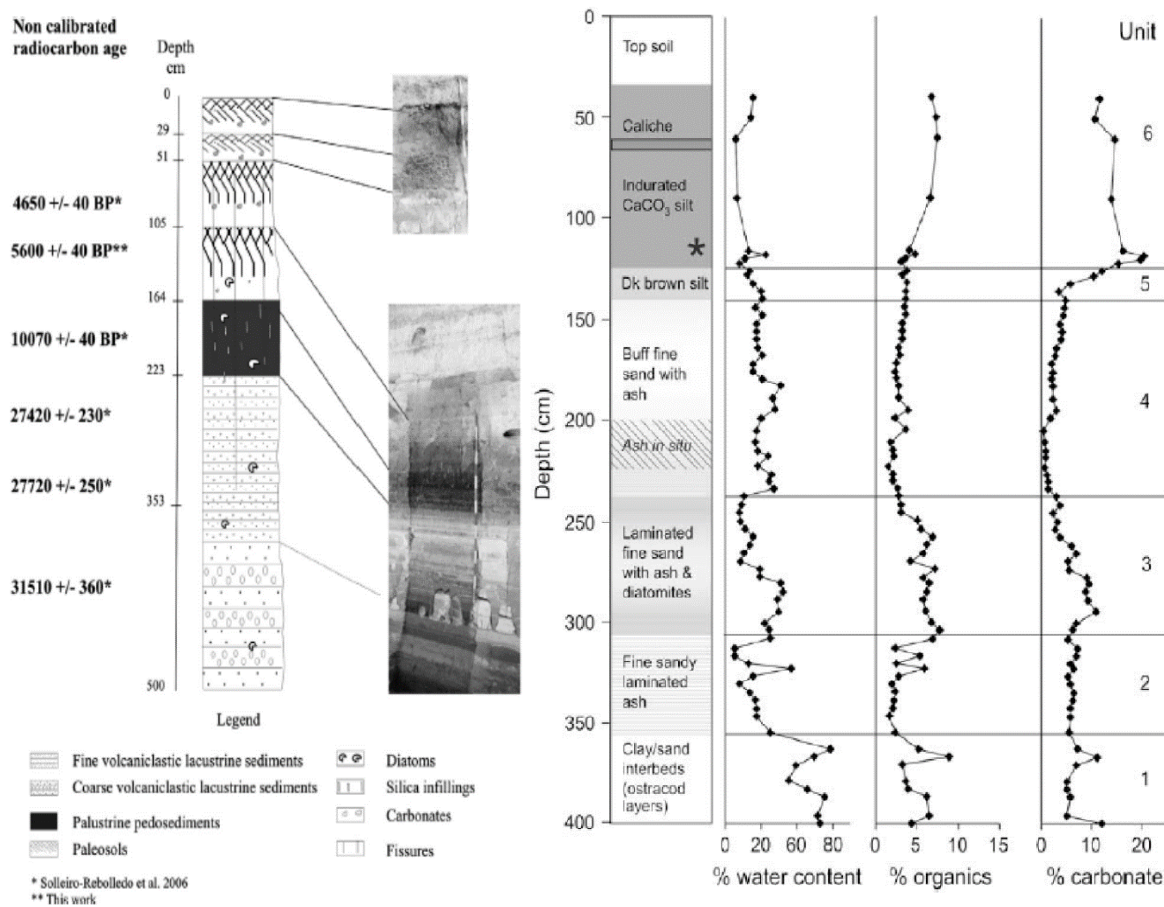 Non calibrated
radiocarbon age
Depth
cm
0
29
51
4650 +/- 40 BP*
105
5600 +/- 40 BP**
164
10070 +/- 40 BP*
223
27420 +/- 230*
27720 +/- 250*
353
31510 +/- 360*
500
Legend
Fine volcaniclastic lacustrine sediments
Coarse volcaniclastic lacustrine sediments
Palustrine pedosediments
Paleosols
Diatoms
Silica infillings
Carbonates
Fissures
* Solleiro-Rebolledo et al. 2006
** This work
Depth (cm)
0
50
100
150
200
250
300
350
400
Top soil
Caliche
Indurated
CaCO3 silt
*
Dk brown silt
Buff fine
sand with
ash
Ash in situ
Laminated
fine sand
with ash &
diatomites
Fine sandy
laminated
ash
Clay/sand
interbeds
(ostracod
layers)
0 20 60 80
% water content
0 5 10 15
% organics
0 5 10 15 20
% carbonate
Unit
6
5
4
3
2
1